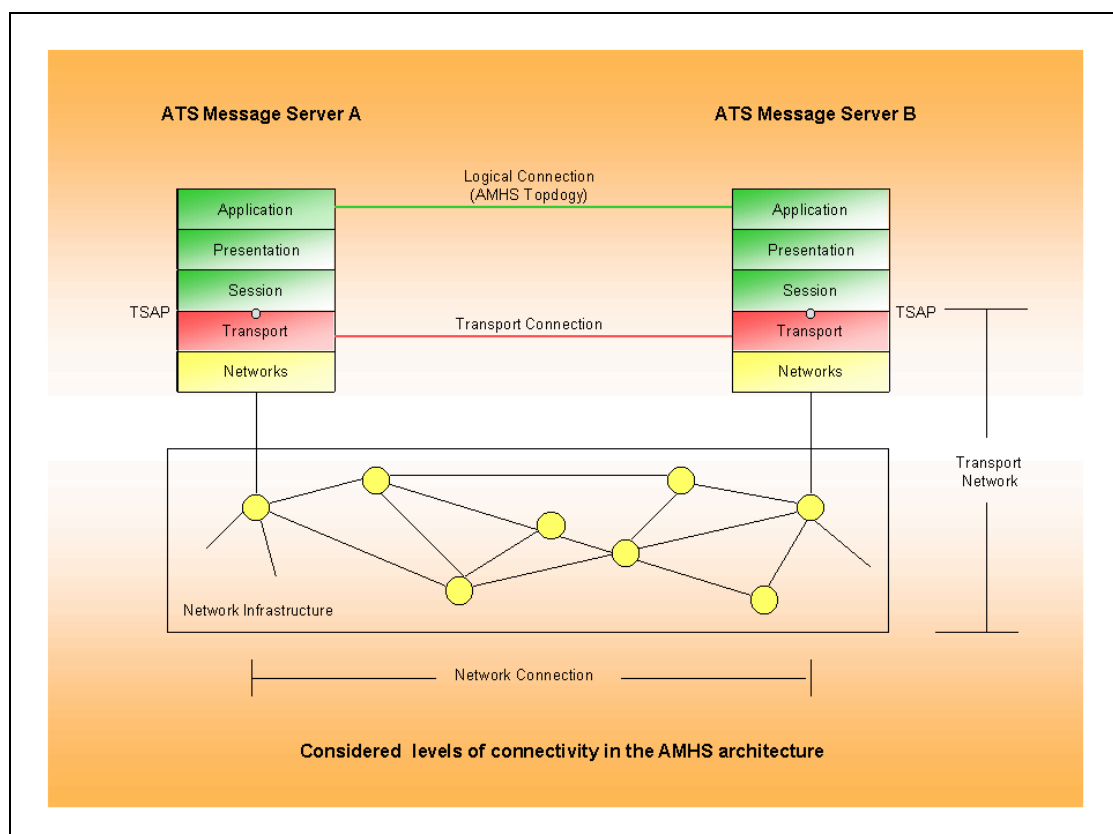 ATS Message Server A
ATS Message Server B
Logical Connection
(AMHS Topdogy)
Application
Presentation
Session
TSAP
Transport
Networks
Transport Connection
Application
Presentation
Session
TSAP
Transport
Networks
Transport
Network
Network Infrastructure
Network Connection
Considered levels of connectivity in the AMHS architecture